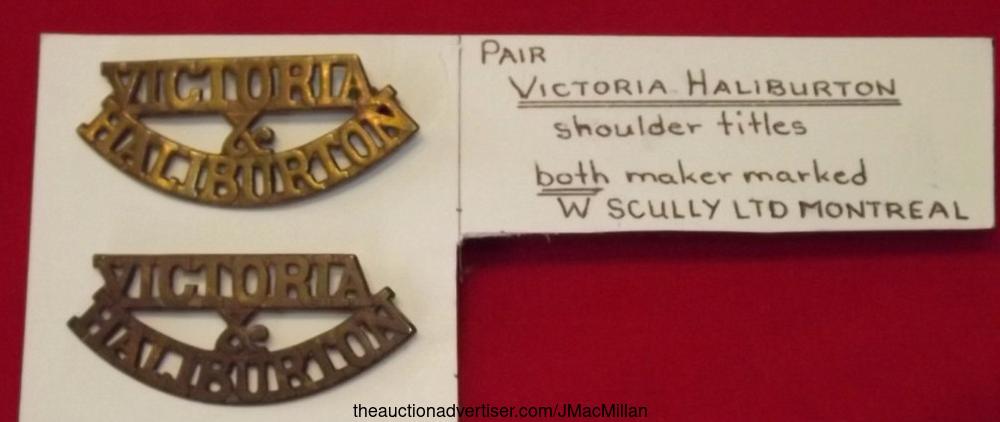 VICTORIA
&
HALIBURTON
VICTORIA
&
HALIBURTON
PAIR
VICTORIA HALIBURTON
shoulder titles
both maker marked
W SCULLY LTD MONTREAL
theauctionadvertiser.com/JMacMillan